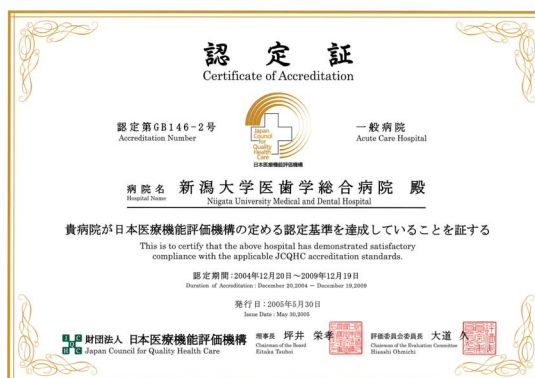 認定証
Certificate of Accreditation
認定第GB146-2号
Accreditation Number
Japan
Council
for
Quality
Health
Care
日本医療機能評価機構
一般病院
Acute Care Hospital
病院名 新潟大学医歯学総合病院 殿
Hospital Name Niigata University Medical and Dental Hospital
貴病院が日本医療機能評価機構の定める認定基準を達成していることを証する
This is to certify that the above hospital has demonstrated satisfactory
compliance with the applicable JCQHC accreditation standards.
認定期間:2004年12月20日~2009年12月19日
Duration of Accreditation : December 20,2004 - December 19,2009
発行日:2005年5月30日
Issue Date : May 30,2005
財団法人 日本医療機能評価機構
Japan Council for Quality Health Care
理事長 坪井 栄孝
Chairman of the Board
Eitaka Tsuboi
評価委員会委員長 大道 久
Chairman of the Evaluation Committee
Hisashi Ohmichi